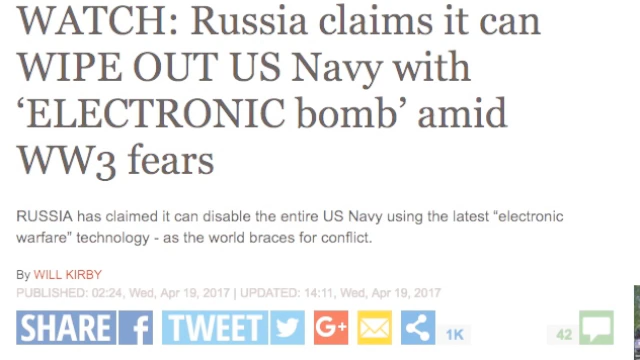 WATCH: Russia claims it can
WIPE OUT US Navy with
‘ELECTRONIC bomb’ amid
WW3 fears
RUSSIA has claimed it can disable the entire US Navy using the latest “electronic
warfare” technology - as the world braces for conflict.
By WILL KIRBY
PUBLISHED: 02:24, Wed, Apr 19, 2017 | UPDATED: 14:11, Wed, Apr 19, 2017
SHARE f TWEET G+ 1K 42